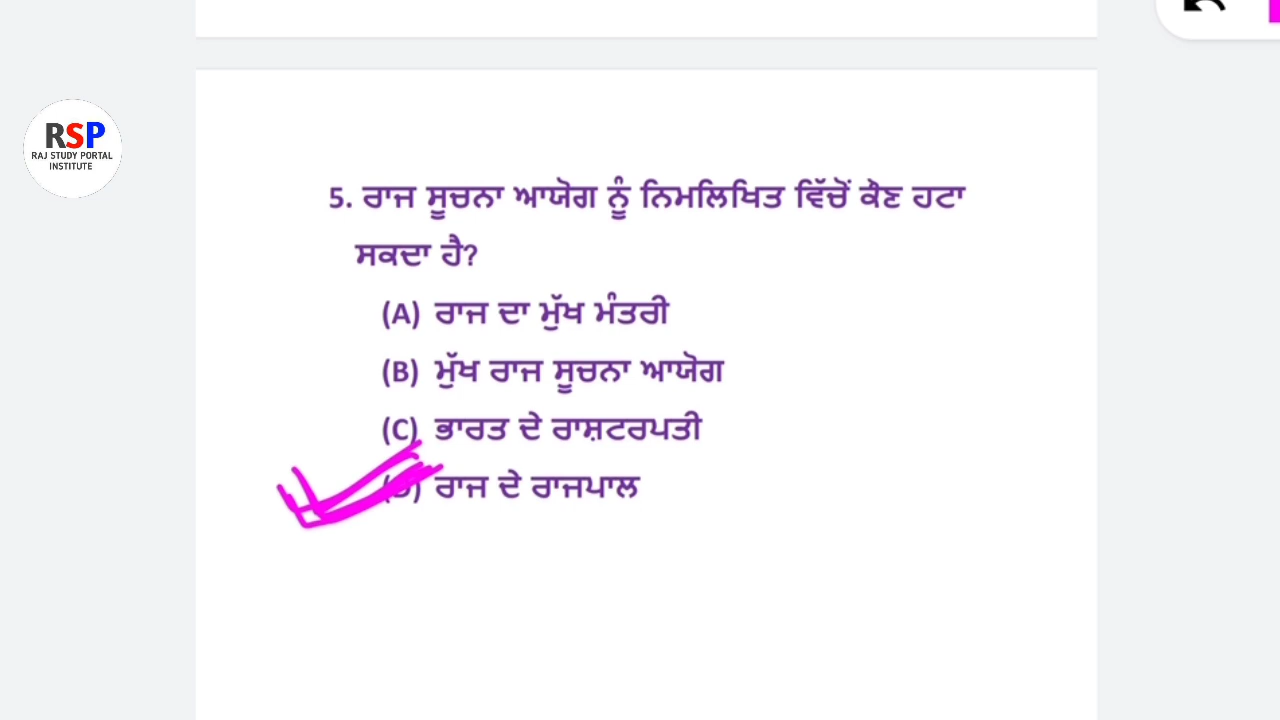 RSP
RAJ STUDY PORTAL
INSTITUTE
5. ਰਾਜ ਸੂਚਨਾ ਆਯੋਗ ਨੂੰ ਨਿਮਲਿਖਿਤ ਵਿੱਚੋਂ ਕੌਣ ਹਟਾ
ਸਕਦਾ ਹੈ?
(A) ਰਾਜ ਦਾ ਮੁੱਖ ਮੰਤਰੀ
(B) ਮੁੱਖ ਰਾਜ ਸੂਚਨਾ ਆਯੋਗ
(C) ਭਾਰਤ ਦੇ ਰਾਸ਼ਟਰਪਤੀ
(D) ਰਾਜ ਦੇ ਰਾਜਪਾਲ